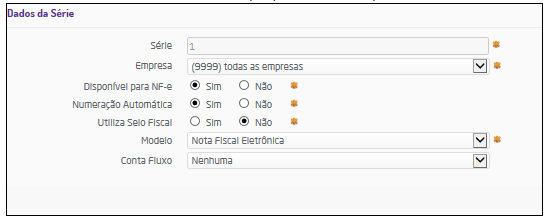 Dados da Série
Série 1
Empresa (9999) todas as empresas
Disponível para NF-e Sim Não
Numeração Automática Sim Não
Utiliza Selo Fiscal Sim Não
Modelo Nota Fiscal Eletrônica
Conta Fluxo Nenhuma